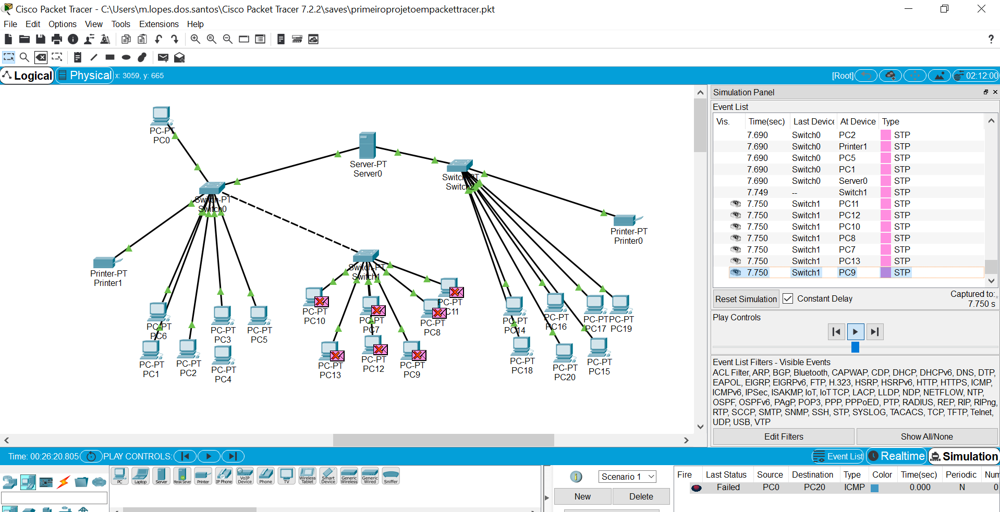 Cisco Packet Tracer - C:\Users\m.lopes.dos.santos\Cisco Packet Tracer 7.2.2\saves\primeiroprojetoempackettracer.pkt
File Edit Options View Tools Extensions Help
?
Logical Physical x: 3059, y: 665 [Root] 02:12:00
PC-PT
PC0
Server-PT
Server0
Switch-PT
Switch2
Switch-PT
Switch0
Printer-PT
Printer0
Printer-PT
Printer1
Switch-PT
Switch1
PC-PT
PC6
PC-PT
PC1
PC-PT
PC2
PC-PT
PC3
PC-PT
PC4
PC-PT
PC5
PC-PT
PC10
PC-PT
PC7
PC-PT
PC8
PC-PT
PC11
PC-PT
PC13
PC-PT
PC12
PC-PT
PC9
PC-PT
PC14
PC-PT
PC16
PC-PT
PC17
PC-PT
PC19
PC-PT
PC18
PC-PT
PC20
PC-PT
PC15
Simulation Panel
Event List
Vis. Time(sec) Last Device At Device Type
7.690 Switch0 PC2 STP
7.690 Switch0 Printer1 STP
7.690 Switch0 PC5 STP
7.690 Switch0 PC1 STP
7.690 Switch0 Server0 STP
7.749 -- Switch1 STP
7.750 Switch1 PC11 STP
7.750 Switch1 PC12 STP
7.750 Switch1 PC10 STP
7.750 Switch1 PC8 STP
7.750 Switch1 PC7 STP
7.750 Switch1 PC13 STP
7.750 Switch1 PC9 STP
Reset Simulation Constant Delay Captured to:
7.750 s
Play Controls
Event List Filters - Visible Events
ACL Filter, ARP, BGP, Bluetooth, CAPWAP, CDP, DHCP, DHCPv6, DNS, DTP,
EAPOL, EIGRP, EIGRPv6, FTP, H.323, HSRP, HSRPv6, HTTP, HTTPS, ICMP,
ICMPv6, IPSec, ISAKMP, IoT, IoT TCP, LACP, LLDP, NDP, NETFLOW, NTP,
OSPF, OSPFv6, PAgP, POP3, PPP, PPPoED, PTP, RADIUS, REP, RIP, RIPng,
RTP, SCCP, SMTP, SNMP, SSH, STP, SYSLOG, TACACS, TCP, TFTP, Telnet,
UDP, USB, VTP
Edit Filters Show All/None
Time: 00:26:20.805 PLAY CONTROLS: Event List Realtime Simulation
PC Laptop Server Meraki Server Printer IP Phone VoIP Device Phone TV Wireless Tablet Smart Device Generic Wireless Generic Wired Sniffer
Scenario 1
New Delete
Fire Last Status Source Destination Type Color Time(sec) Periodic Num
Failed PC0 PC20 ICMP 0.000 N 0